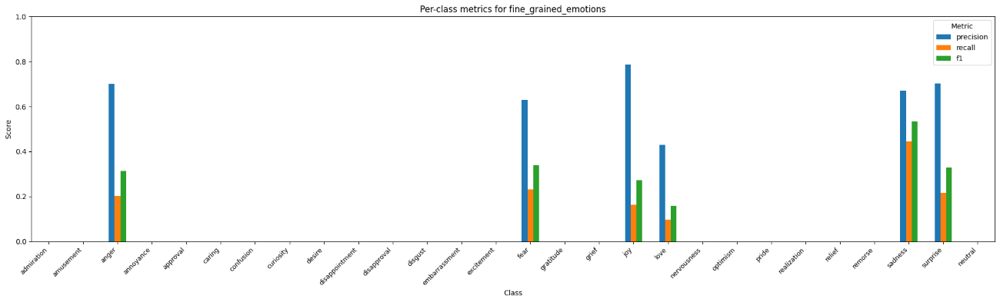 Per-class metrics for fine_grained_emotions
Metric
precision
recall
f1
Score
1.0
0.8
0.6
0.4
0.2
0.0
admiration
amusement
anger
annoyance
approval
caring
confusion
curiosity
desire
disappointment
disapproval
disgust
embarrassment
excitement
fear
gratitude
grief
joy
love
nervousness
optimism
pride
realization
relief
remorse
sadness
surprise
neutral
Class